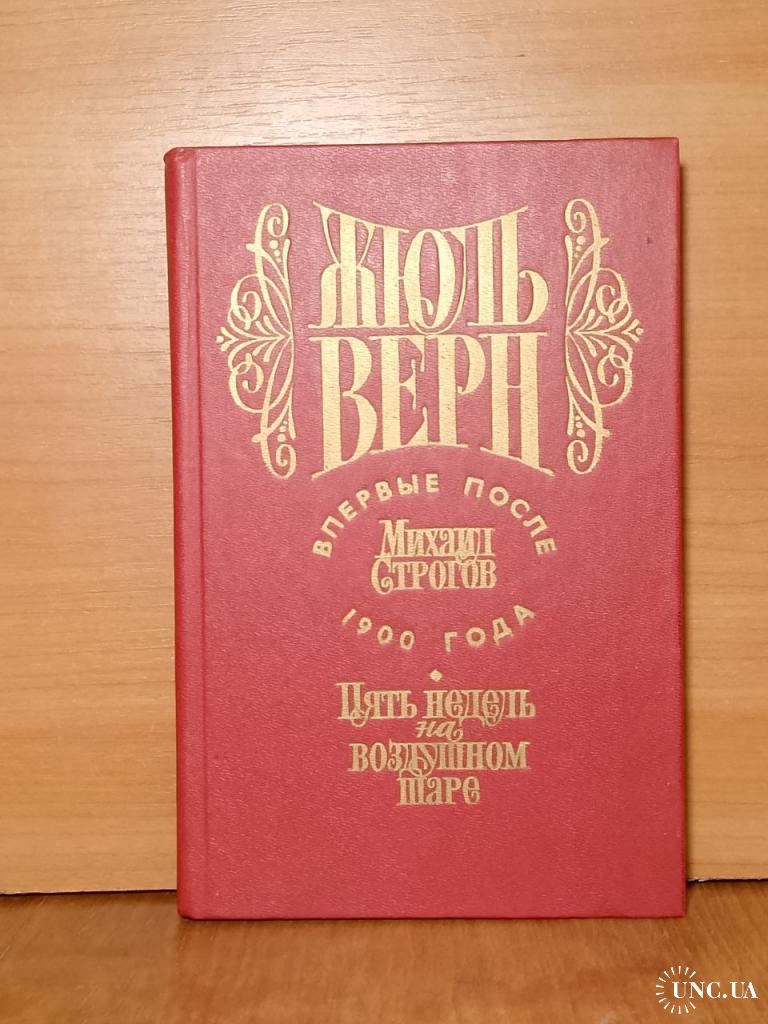 ЖЮЛЬ
ВЕРН
ВПЕРВЫЕ ПОСЛЕ
МИХАИЛ
СТРОГОВ
1900 ГОДА
Пять недель
на
воздушном
шаре
UNC.UA